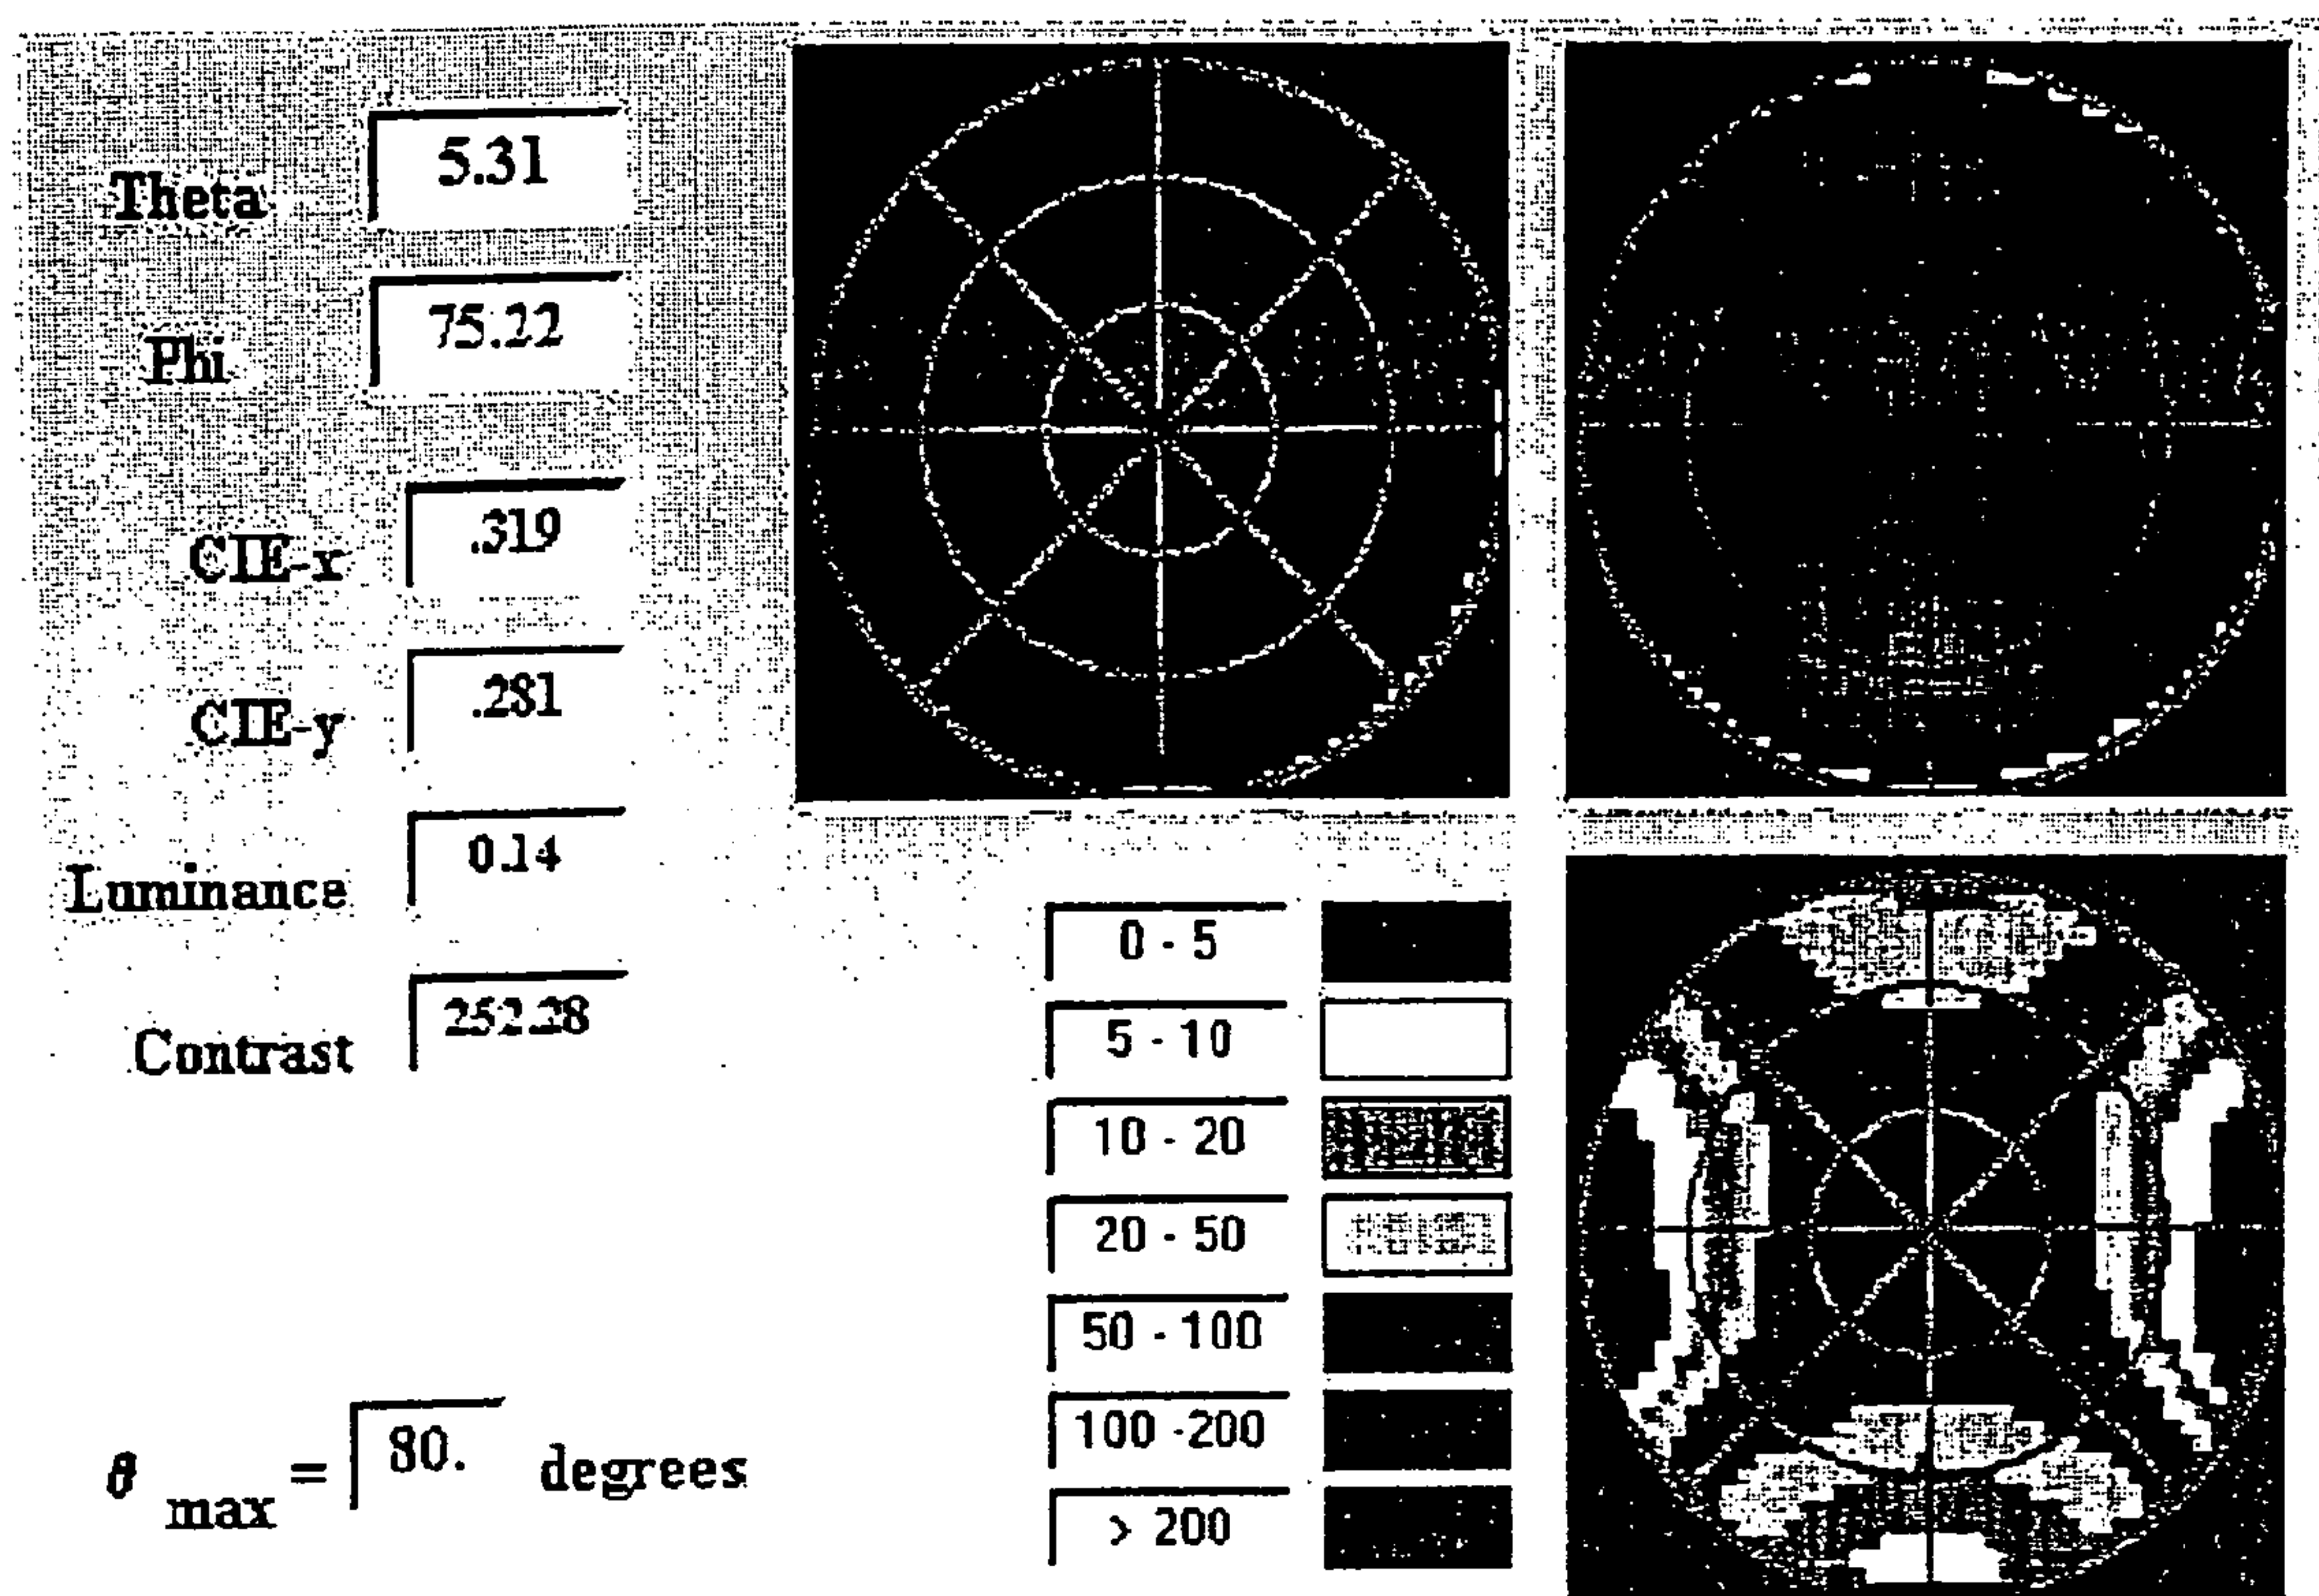 Theta 5.31
Phi 75.22
CIE-x .319
CIE-y .281
Luminance 0.14
Contrast 252.28
θ max = 80. degrees
0 - 5
5 - 10
10 - 20
20 - 50
50 - 100
100 -200
> 200